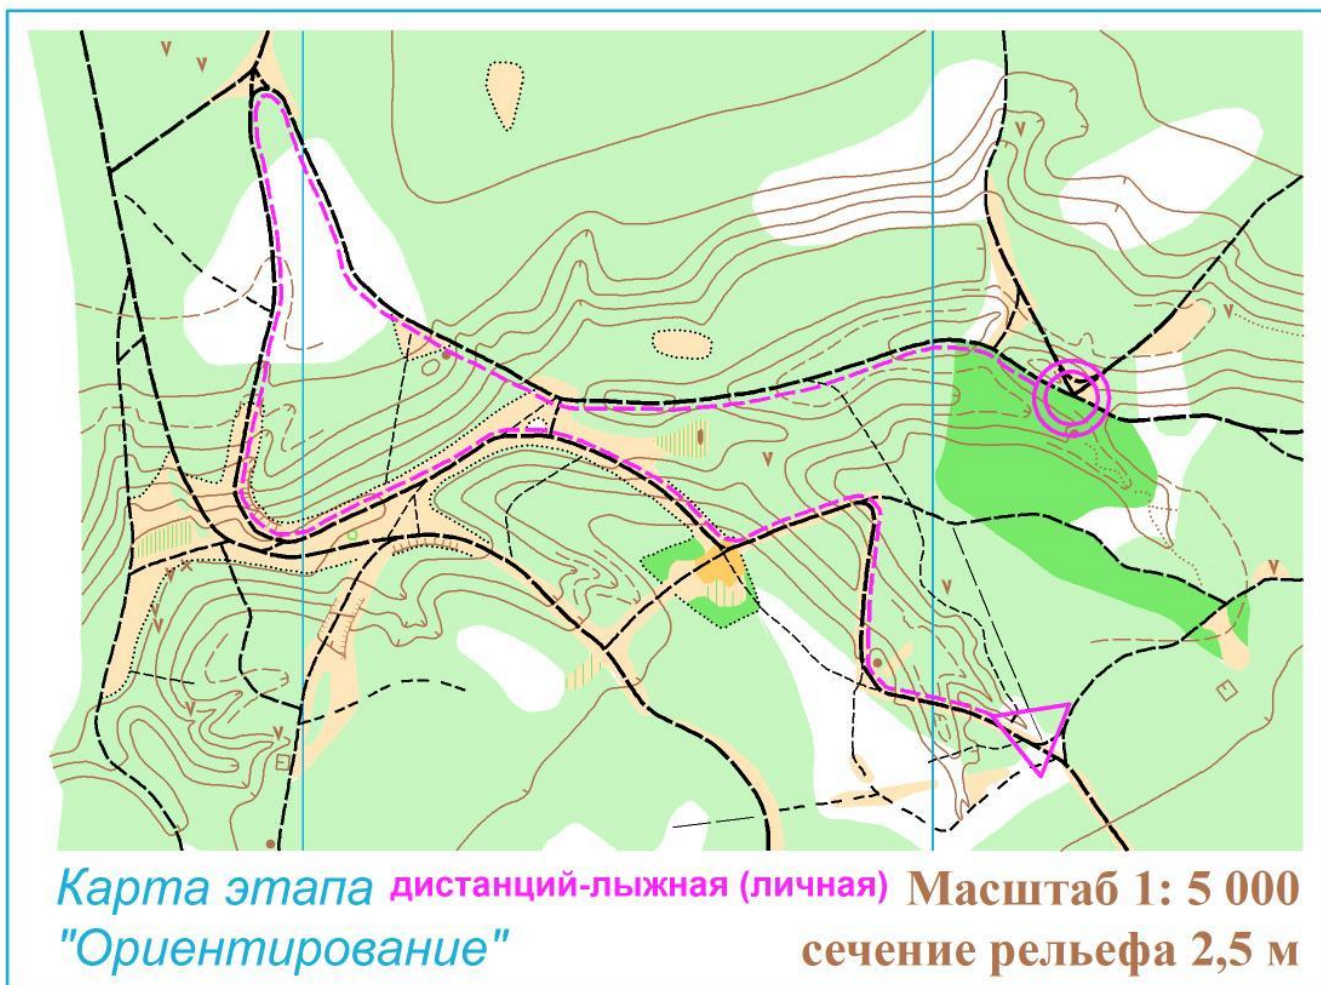 Карта этапа дистанций-лыжная (личная) Масштаб 1: 5 000
"Ориентирование" сечение рельефа 2,5 м